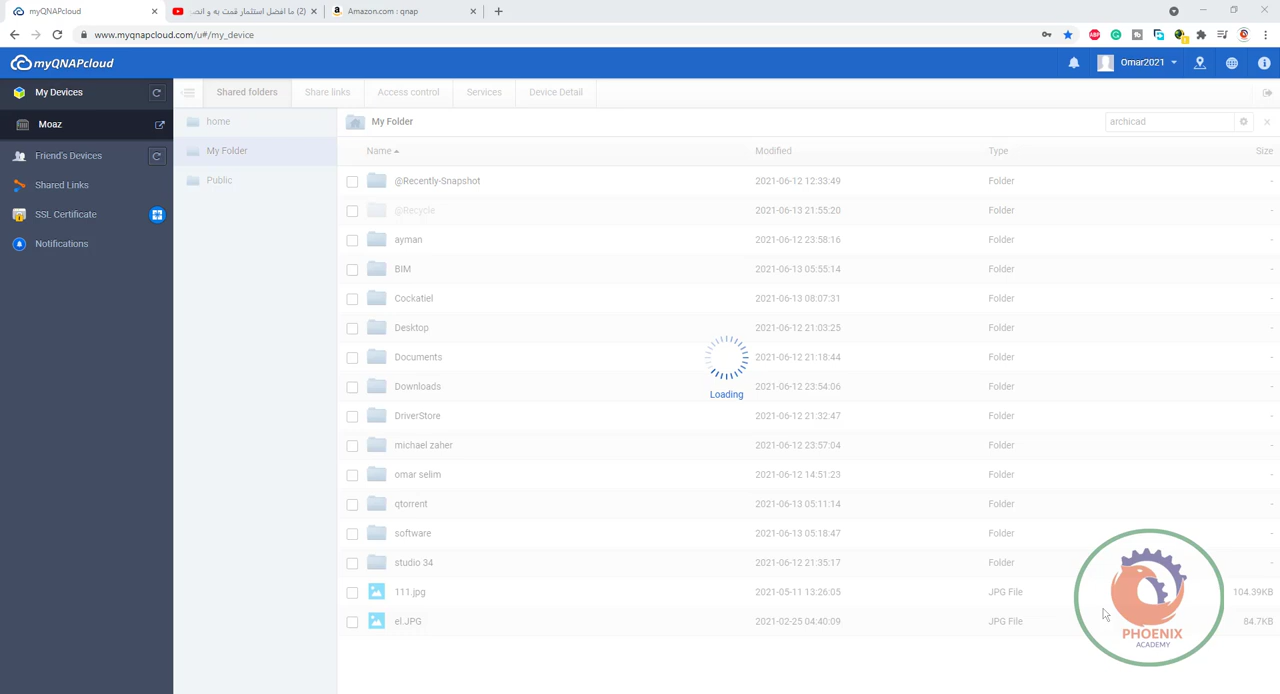 myQNAPcloud
(2) ما افضل استثمار قمت به و انص...
Amazon.com : qnap
www.myqnapcloud.com/u#/my_device
ABP
myQNAPcloud
Omar2021
My Devices
Shared folders
Share links
Access control
Services
Device Detail
Moaz
Friend's Devices
Shared Links
SSL Certificate
Notifications
home
My Folder
Public
My Folder
archicad
Name
Modified
Type
Size
@Recently-Snapshot 2021-06-12 12:33:49 Folder -
@Recycle 2021-06-13 21:55:20 Folder -
ayman 2021-06-12 23:58:16 Folder -
BIM 2021-06-13 05:55:14 Folder -
Cockatiel 2021-06-13 08:07:31 Folder -
Desktop 2021-06-12 21:03:25 Folder -
Documents 2021-06-12 21:18:44 Folder -
Downloads 2021-06-12 23:54:06 Folder -
DriverStore 2021-06-12 21:32:47 Folder -
michael zaher 2021-06-12 23:57:04 Folder -
omar selim 2021-06-12 14:51:23 Folder -
qtorrent 2021-06-13 05:11:14 Folder -
software 2021-06-13 05:18:47 Folder -
studio 34 2021-06-12 21:35:17 Folder -
111.jpg 2021-05-11 13:26:05 JPG File 104.39KB
el.JPG 2021-02-25 04:40:09 JPG File 84.7KB
Loading
PHOENIX
ACADEMY